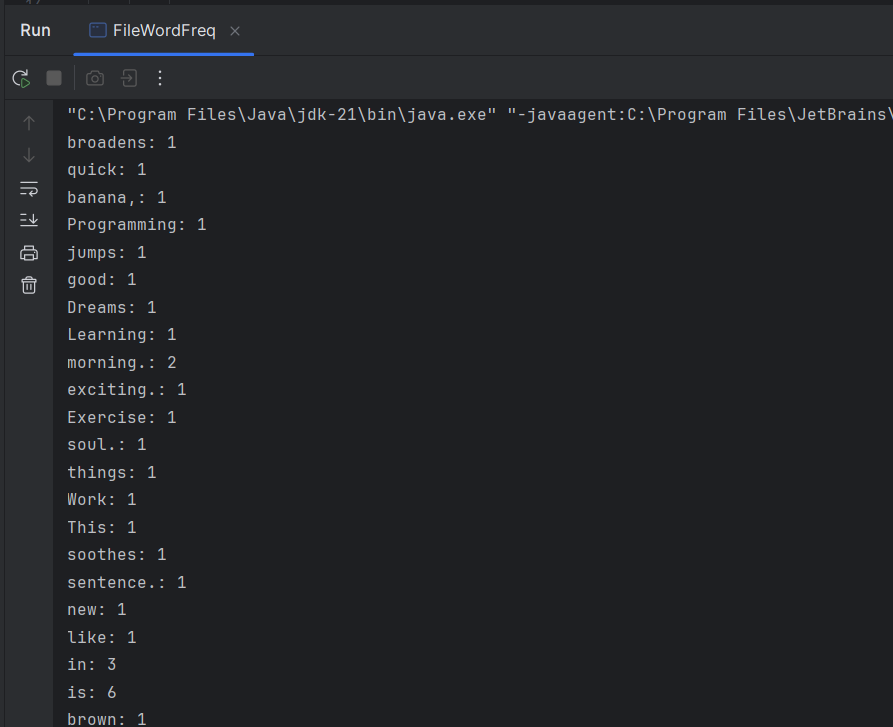 Run FileWordFreq
"C:\Program Files\Java\jdk-21\bin\java.exe" "-javaagent:C:\Program Files\JetBrains\
broadens: 1
quick: 1
banana,: 1
Programming: 1
jumps: 1
good: 1
Dreams: 1
Learning: 1
morning.: 2
exciting.: 1
Exercise: 1
soul.: 1
things: 1
Work: 1
This: 1
soothes: 1
sentence.: 1
new: 1
like: 1
in: 3
is: 6
brown: 1